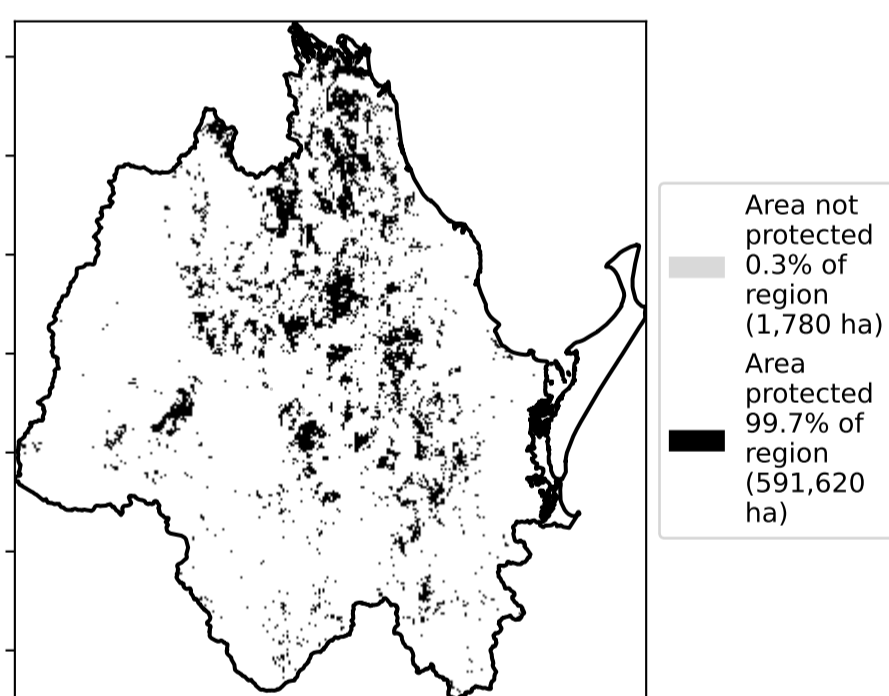 Area not
protected
0.3% of
region
(1,780 ha)
Area
protected
99.7% of
region
(591,620
ha)